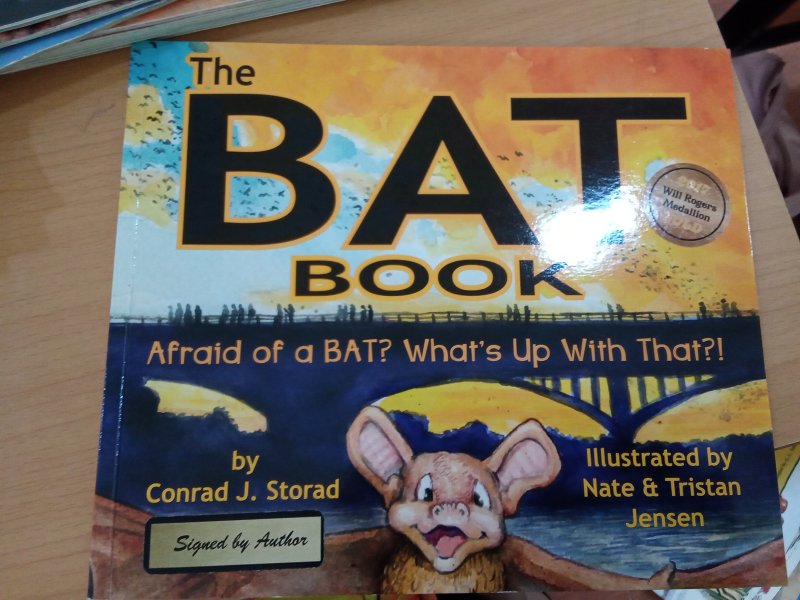 The
BAT
BOOK
Will Rogers
Medallion
Afraid of a BAT? What's Up With That?!
by
Conrad J. Storad
Illustrated by
Nate & Tristan
Jensen
Signed by Author